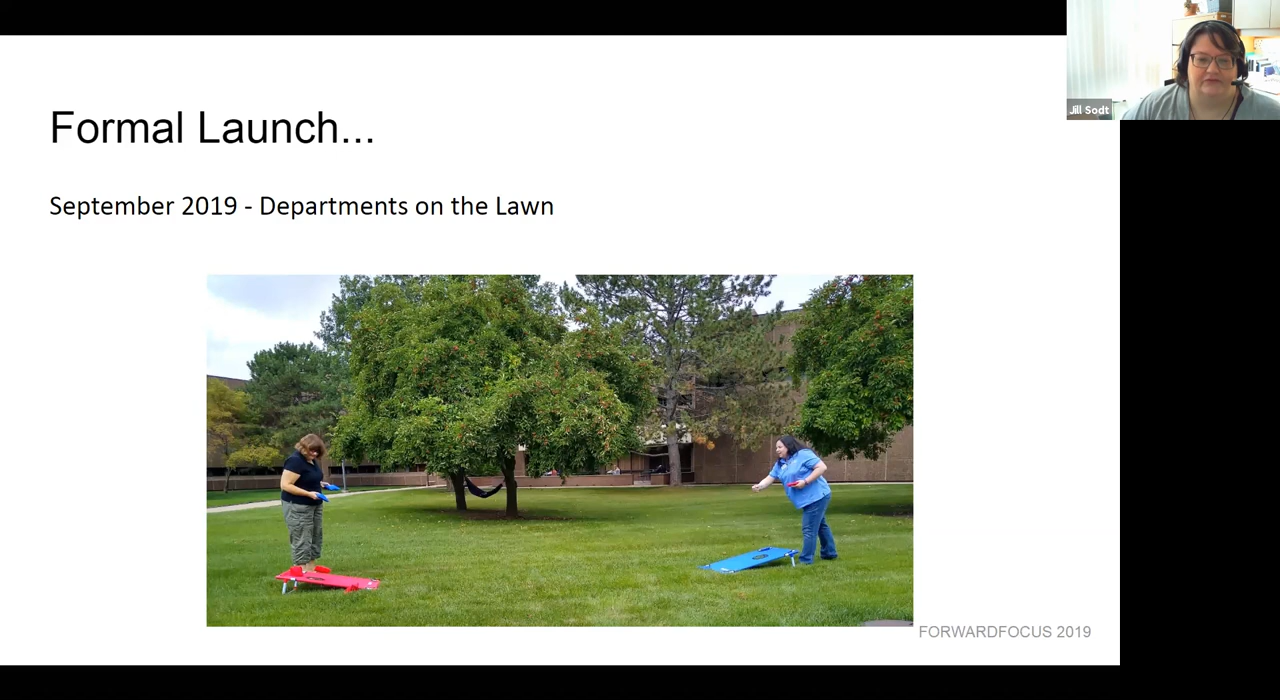 Formal Launch...
Jill Sodt
September 2019 - Departments on the Lawn
FORWARDFOCUS 2019